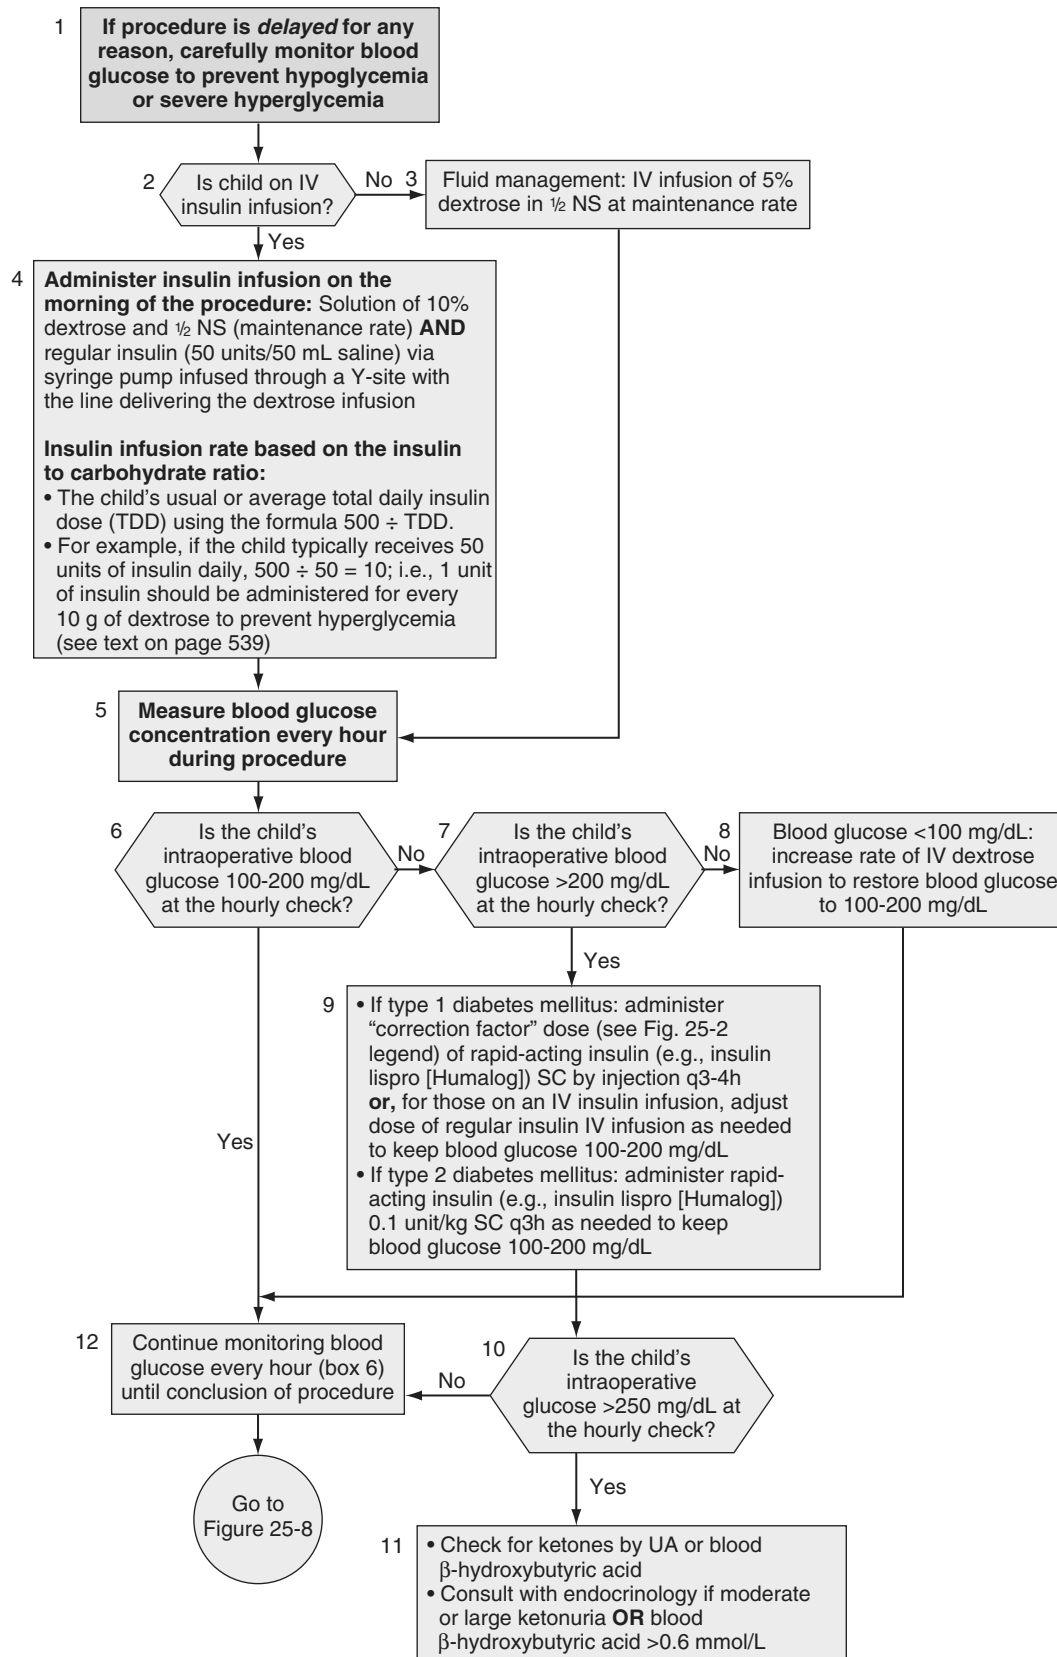 1
If procedure is delayed for any
reason, carefully monitor blood
glucose to prevent hypoglycemia
or severe hyperglycemia
2
Is child on IV
insulin infusion?
No
3
Fluid management: IV infusion of 5%
dextrose in ½ NS at maintenance rate
Yes
4
Administer insulin infusion on the
morning of the procedure: Solution of 10%
dextrose and ½ NS (maintenance rate) AND
regular insulin (50 units/50 mL saline) via
syringe pump infused through a Y-site with
the line delivering the dextrose infusion
Insulin infusion rate based on the insulin
to carbohydrate ratio:
• The child's usual or average total daily insulin
dose (TDD) using the formula 500 ÷ TDD.
• For example, if the child typically receives 50
units of insulin daily, 500 ÷ 50 = 10; i.e., 1 unit
of insulin should be administered for every
10 g of dextrose to prevent hyperglycemia
(see text on page 539)
5
Measure blood glucose
concentration every hour
during procedure
6
Is the child's
intraoperative blood
glucose 100-200 mg/dL
at the hourly check?
No
7
Is the child's
intraoperative blood
glucose >200 mg/dL
at the hourly check?
No
8
Blood glucose <100 mg/dL:
increase rate of IV dextrose
infusion to restore blood glucose
to 100-200 mg/dL
Yes
9
• If type 1 diabetes mellitus: administer
“correction factor” dose (see Fig. 25-2
legend) of rapid-acting insulin (e.g., insulin
lispro [Humalog]) SC by injection q3-4h
or, for those on an IV insulin infusion, adjust
dose of regular insulin IV infusion as needed
to keep blood glucose 100-200 mg/dL
• If type 2 diabetes mellitus: administer rapid-
acting insulin (e.g., insulin lispro [Humalog])
0.1 unit/kg SC q3h as needed to keep
blood glucose 100-200 mg/dL
Yes
12
Continue monitoring blood
glucose every hour (box 6)
until conclusion of procedure
No
10
Is the child's
intraoperative
glucose >250 mg/dL at
the hourly check?
Yes
Go to
Figure 25-8
11
• Check for ketones by UA or blood
β-hydroxybutyric acid
• Consult with endocrinology if moderate
or large ketonuria OR blood
β-hydroxybutyric acid >0.6 mmol/L